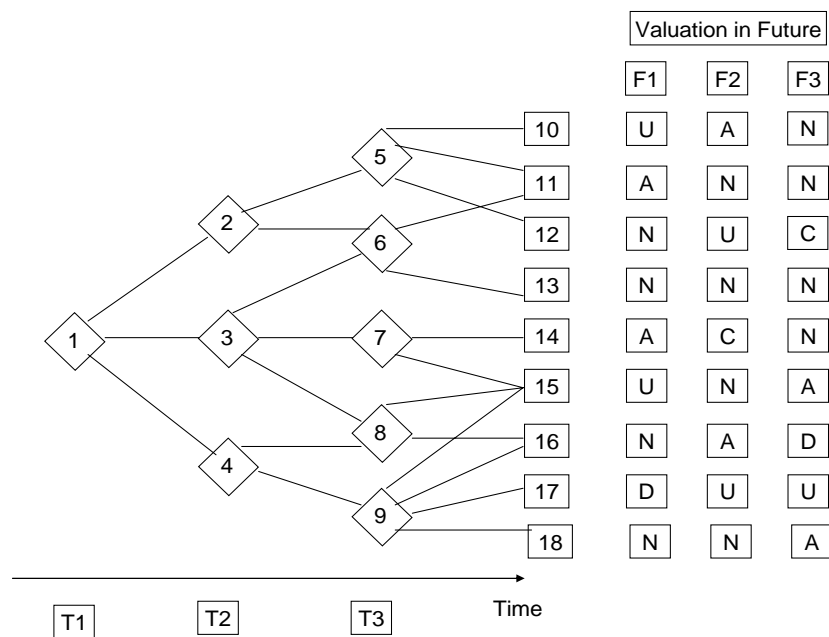 Valuation in Future
F1 F2 F3
10 U A N
5
11 A N N
2
12 N U C
6
13 N N N
1 3 7 14 A C N
15 U N A
8
16 N A D
4
17 D U U
9
18 N N A
T1 T2 T3 Time